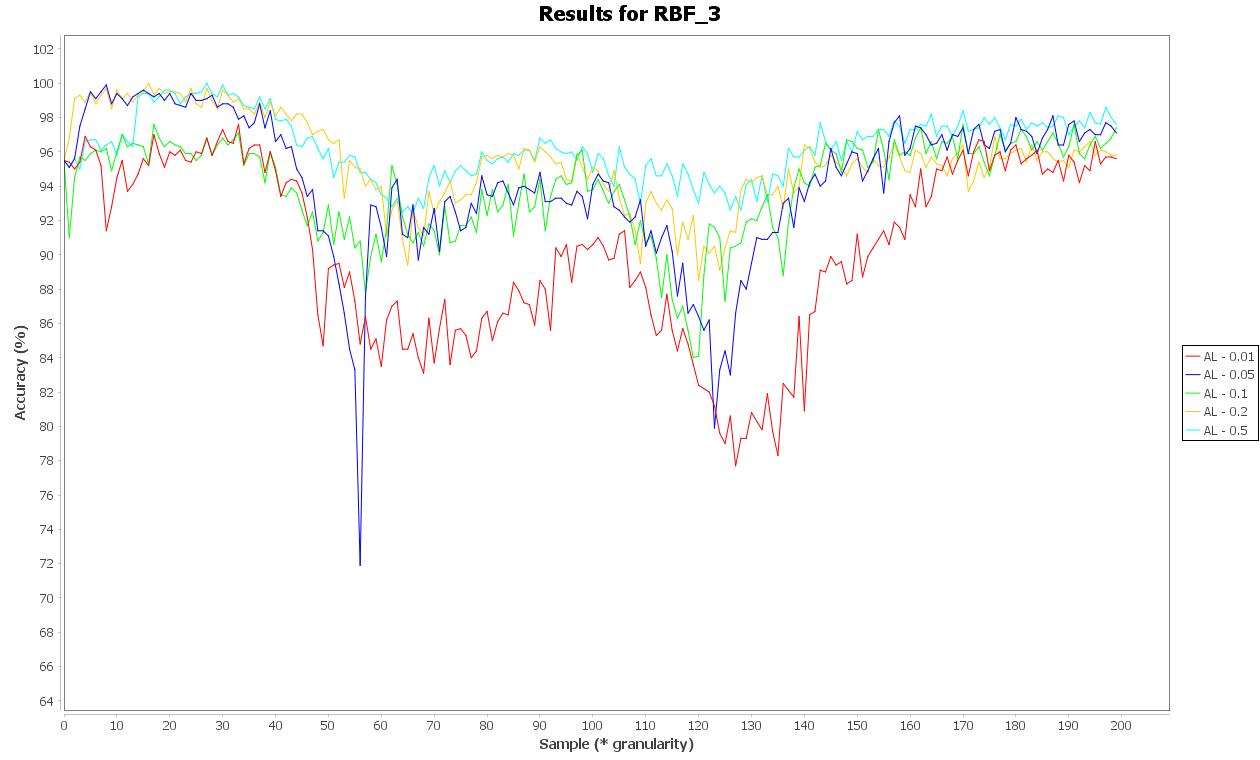 Results for RBF_3
Accuracy (%)
102
100
98
96
94
92
90
88
86
84
82
80
78
76
74
72
70
68
66
64
0 10 20 30 40 50 60 70 80 90 100 110 120 130 140 150 160 170 180 190 200
Sample (* granularity)
AL - 0.01
AL - 0.05
AL - 0.1
AL - 0.2
AL - 0.5